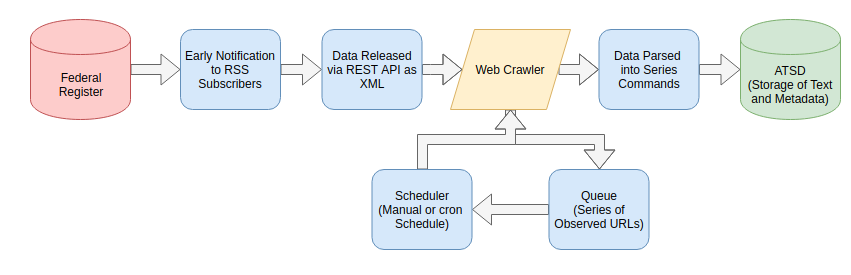 Federal
Register
Early Notification
to RSS
Subscribers
Data Released
via REST API as
XML
Web Crawler
Data Parsed
into Series
Commands
ATSD
(Storage of Text
and Metadata)
Scheduler
(Manual or cron
Schedule)
Queue
(Series of
Observed URLs)